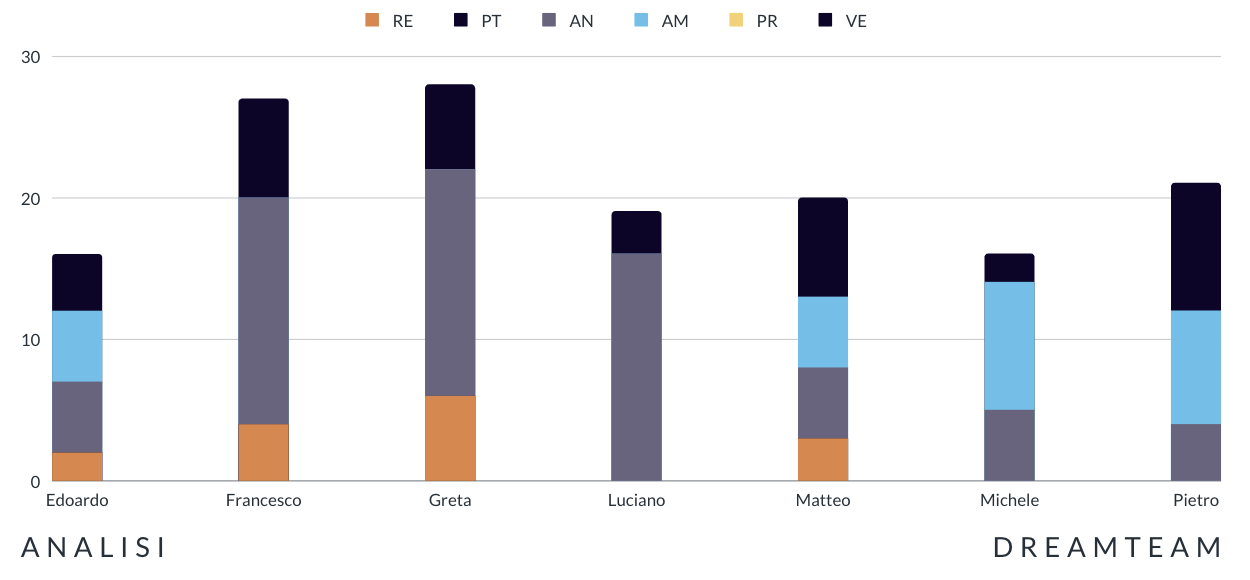 RE PT AN AM PR VE
30
20
10
0
Edoardo Francesco Greta Luciano Matteo Michele Pietro
ANALISI DREAMTEAM